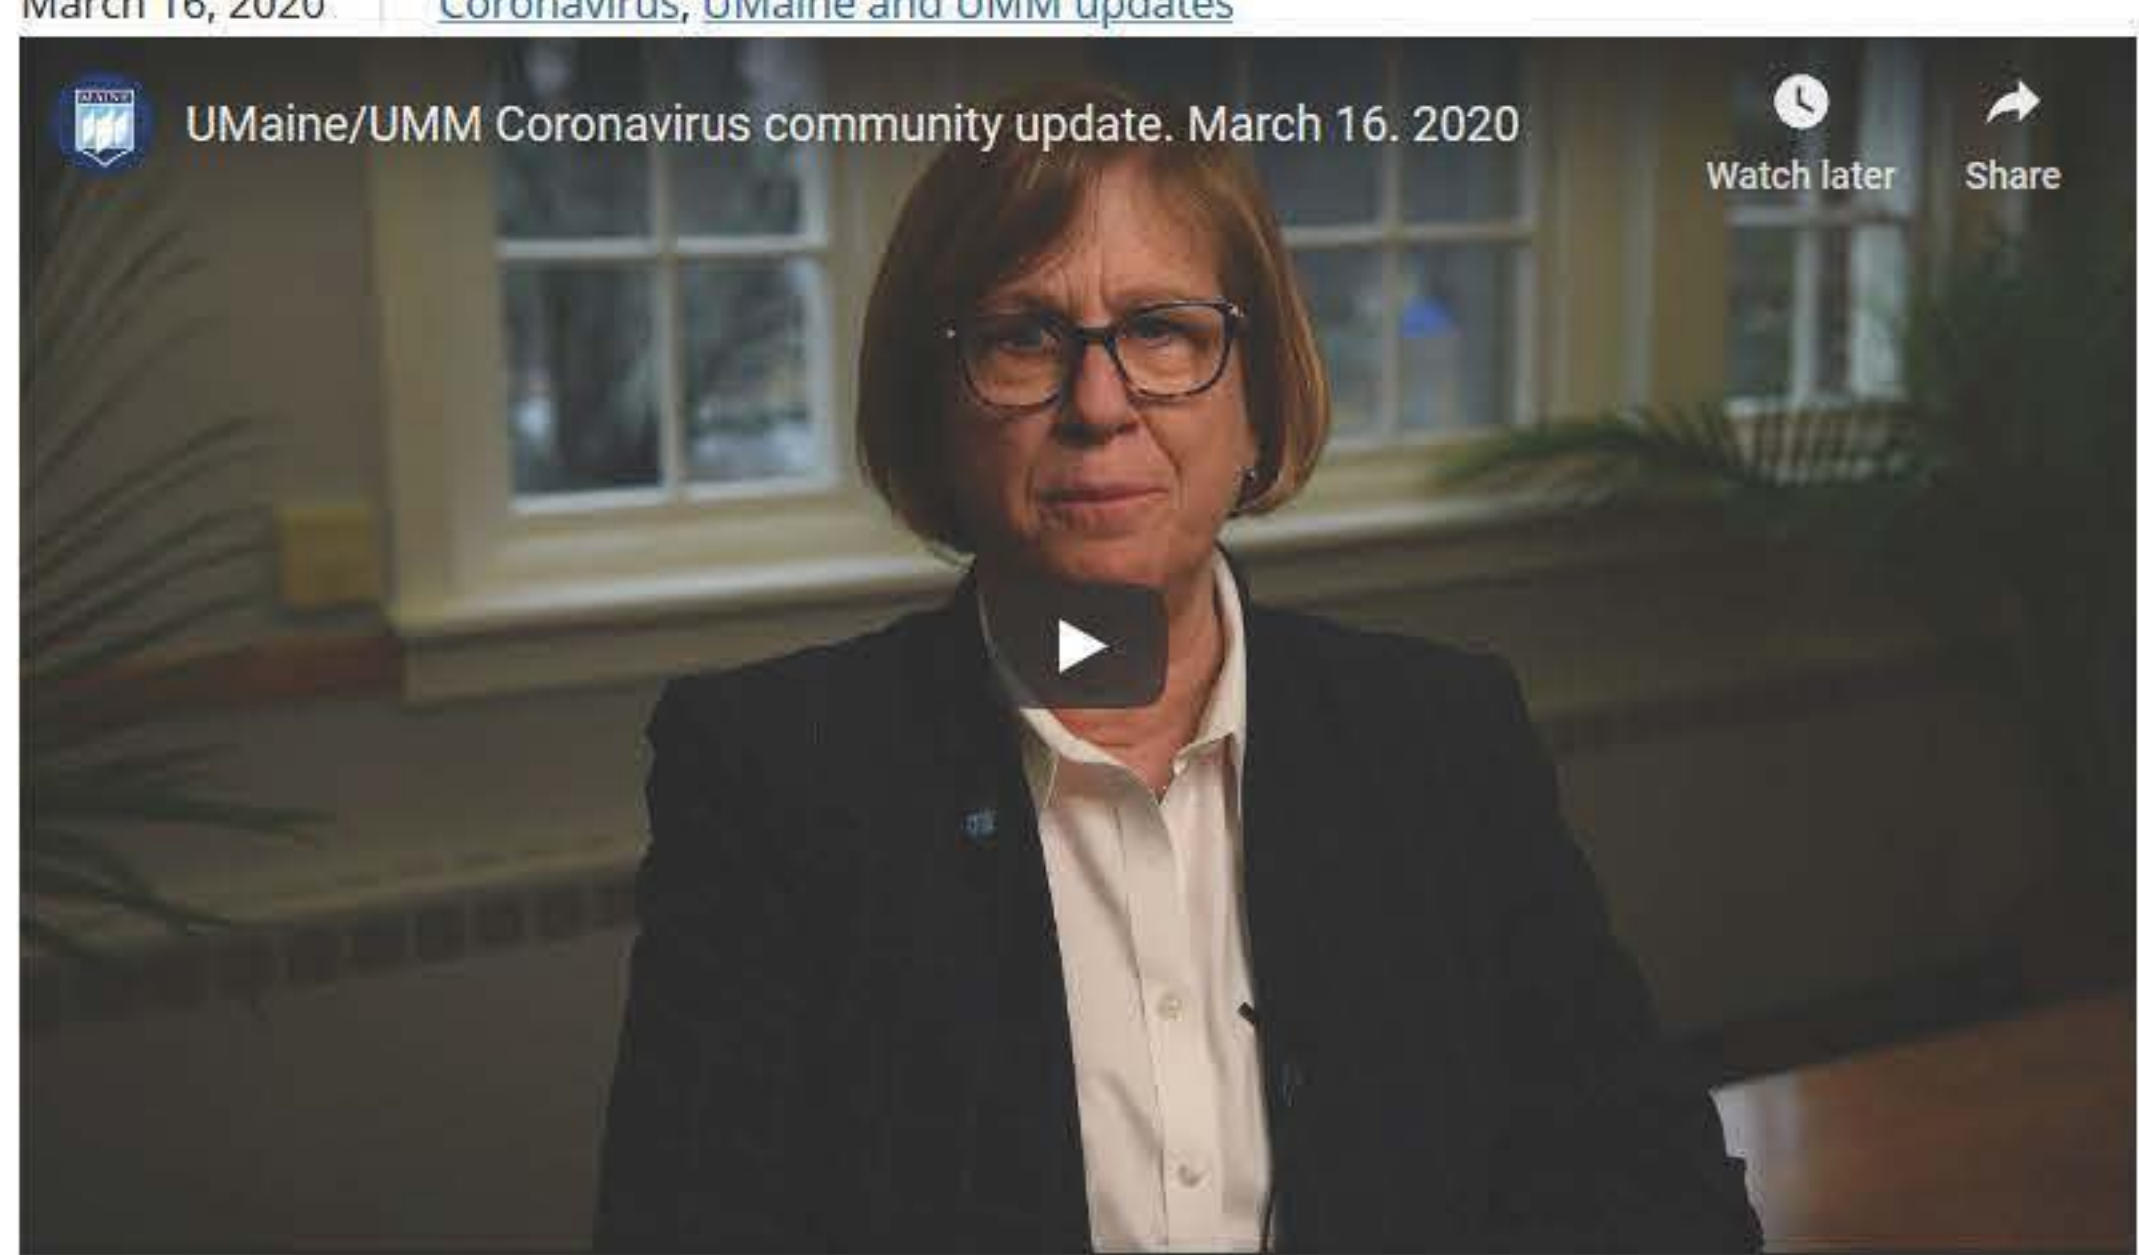 March 16, 2020 Coronavirus, UMaine and UMM updates
MAINE
UMaine/UMM Coronavirus community update. March 16. 2020
Watch later
Share